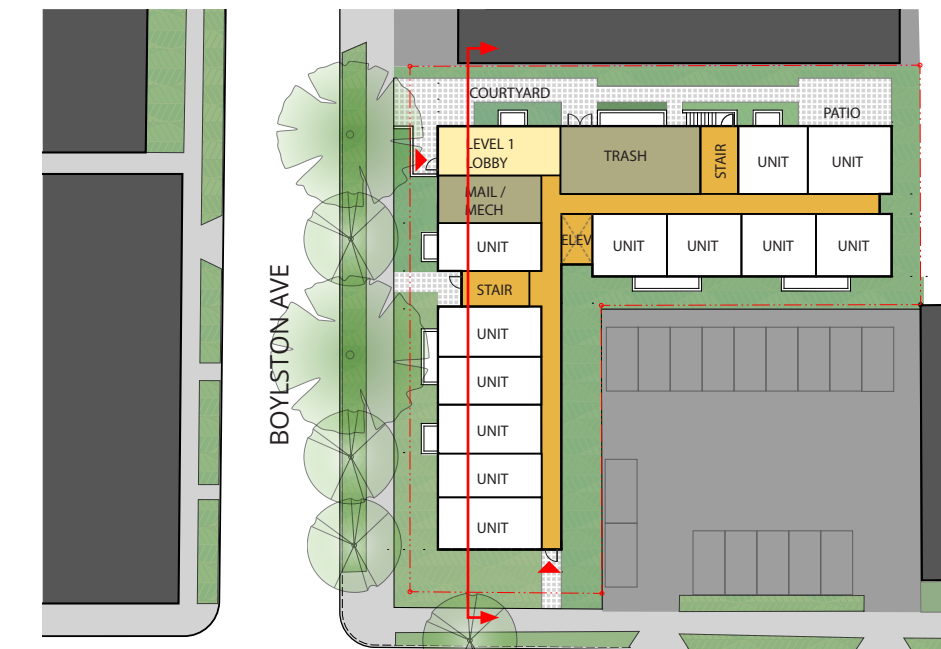 COURTYARD
PATIO
LEVEL 1
LOBBY
TRASH
STAIR
UNIT
UNIT
MAIL /
MECH
UNIT
ELEV
UNIT
UNIT
UNIT
UNIT
STAIR
BOYLSTON AVE
UNIT
UNIT
UNIT
UNIT
UNIT